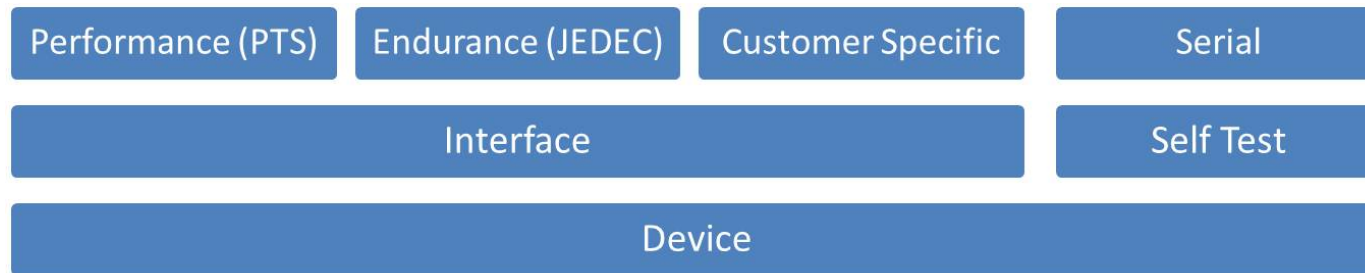 Performance (PTS)
Endurance (JEDEC)
Customer Specific
Serial
Interface
Self Test
Device